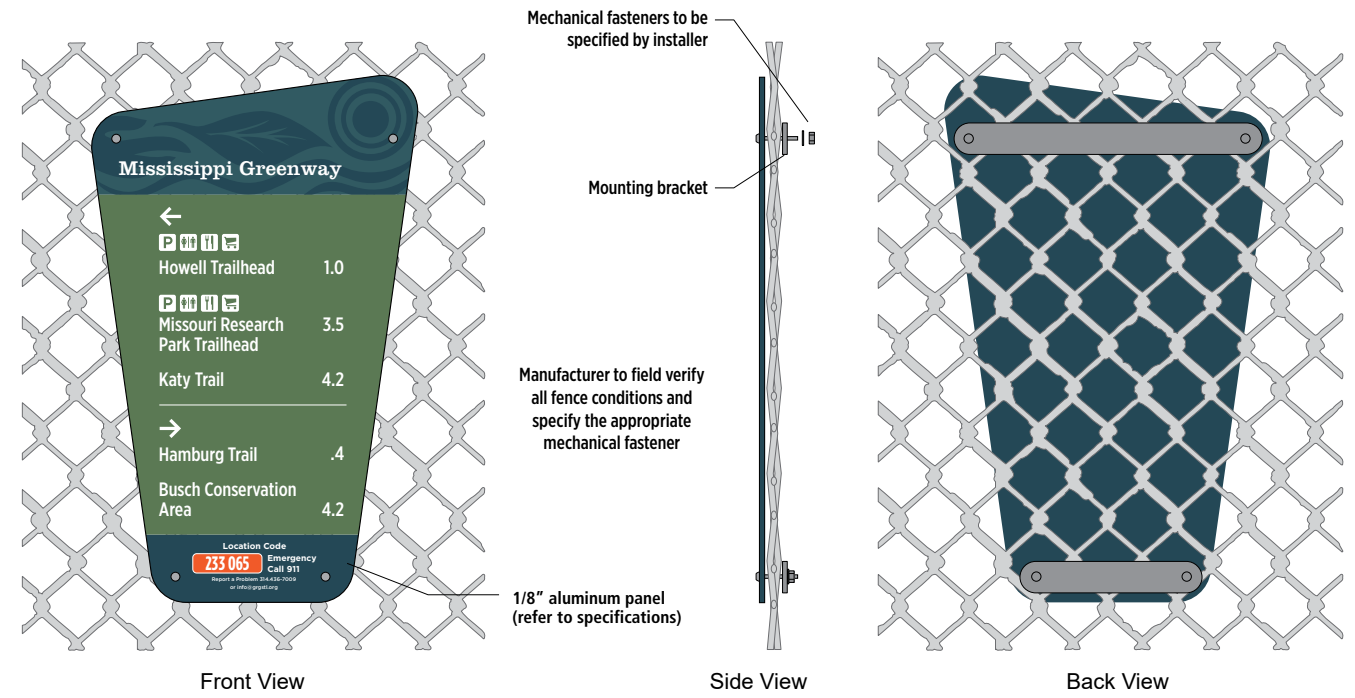 Mississippi Greenway
←
P
Howell Trailhead 1.0
P
Missouri Research 3.5
Park Trailhead
Katy Trail 4.2
→
Hamburg Trail .4
Busch Conservation
Area 4.2
Location Code
233 065 Emergency
Call 911
Report a Problem 314.436-7009
or info@grgstl.org
Front View
Mechanical fasteners to be
specified by installer
Mounting bracket
Manufacturer to field verify
all fence conditions and
specify the appropriate
mechanical fastener
1/8″ aluminum panel
(refer to specifications)
Side View
Back View